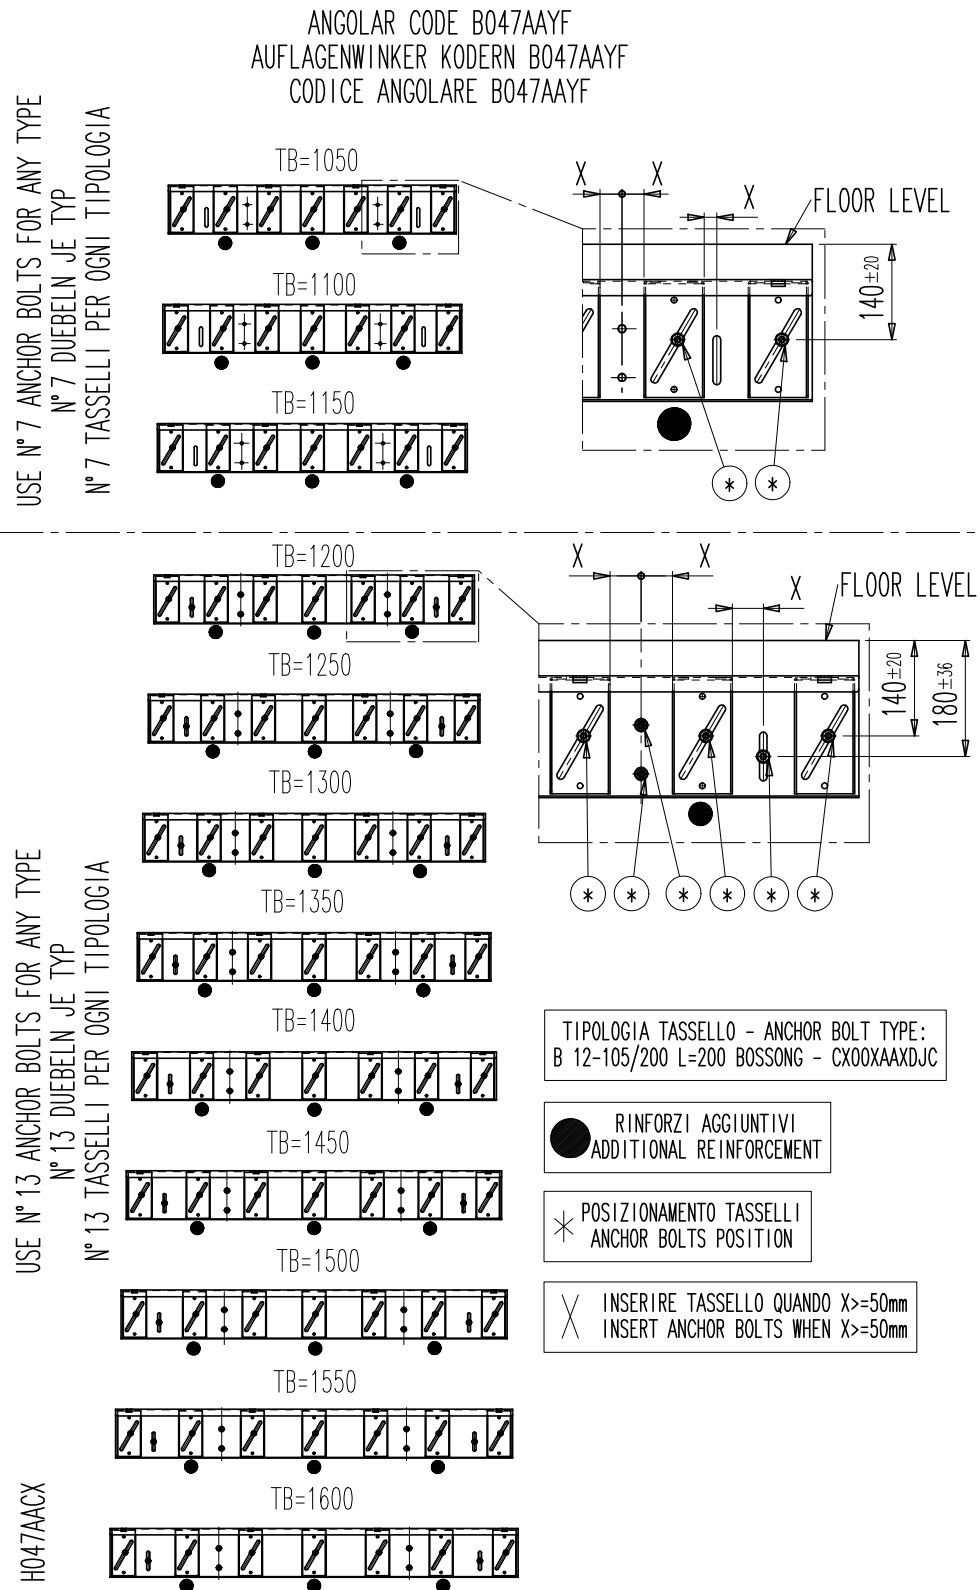 ANGOLAR CODE B047AAYF
AUFLAGENWINKER KODERN B047AAYF
CODICE ANGOLARE B047AAYF
USE N° 7 ANCHOR BOLTS FOR ANY TYPE
N° 7 DUEBELN JE TYP
N° 7 TASSELLI PER OGNI TIPOLOGIA
TB=1050
TB=1100
TB=1150
X X
X
FLOOR LEVEL
140±20
* *
USE N° 13 ANCHOR BOLTS FOR ANY TYPE
N° 13 DUEBELN JE TYP
N° 13 TASSELLI PER OGNI TIPOLOGIA
TB=1200
TB=1250
TB=1300
TB=1350
TB=1400
TB=1450
TB=1500
TB=1550
TB=1600
X X
X
FLOOR LEVEL
140±20
180±36
* * * * * *
TIPOLOGIA TASSELLO - ANCHOR BOLT TYPE:
B 12-105/200 L=200 BOSSONG - CX00XAAXDJC
RINFORZI AGGIUNTIVI
ADDITIONAL REINFORCEMENT
* POSIZIONAMENTO TASSELLI
ANCHOR BOLTS POSITION
X INSERIRE TASSELLO QUANDO X>=50mm
INSERT ANCHOR BOLTS WHEN X>=50mm
H047AACX